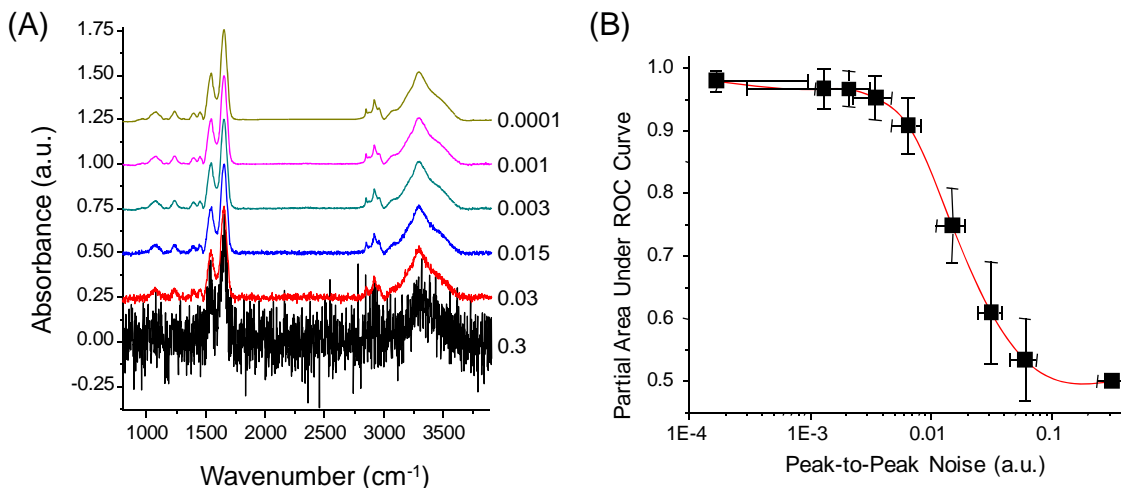 (A)
1.75
1.50
1.25
1.00
0.75
0.50
0.25
0.00
-0.25
Absorbance (a.u.)
0.0001
0.001
0.003
0.015
0.03
0.3
1000 1500 2000 2500 3000 3500
Wavenumber (cm⁻¹)
(B)
1.0
0.9
0.8
0.7
0.6
0.5
Partial Area Under ROC Curve
1E-4 1E-3 0.01 0.1
Peak-to-Peak Noise (a.u.)